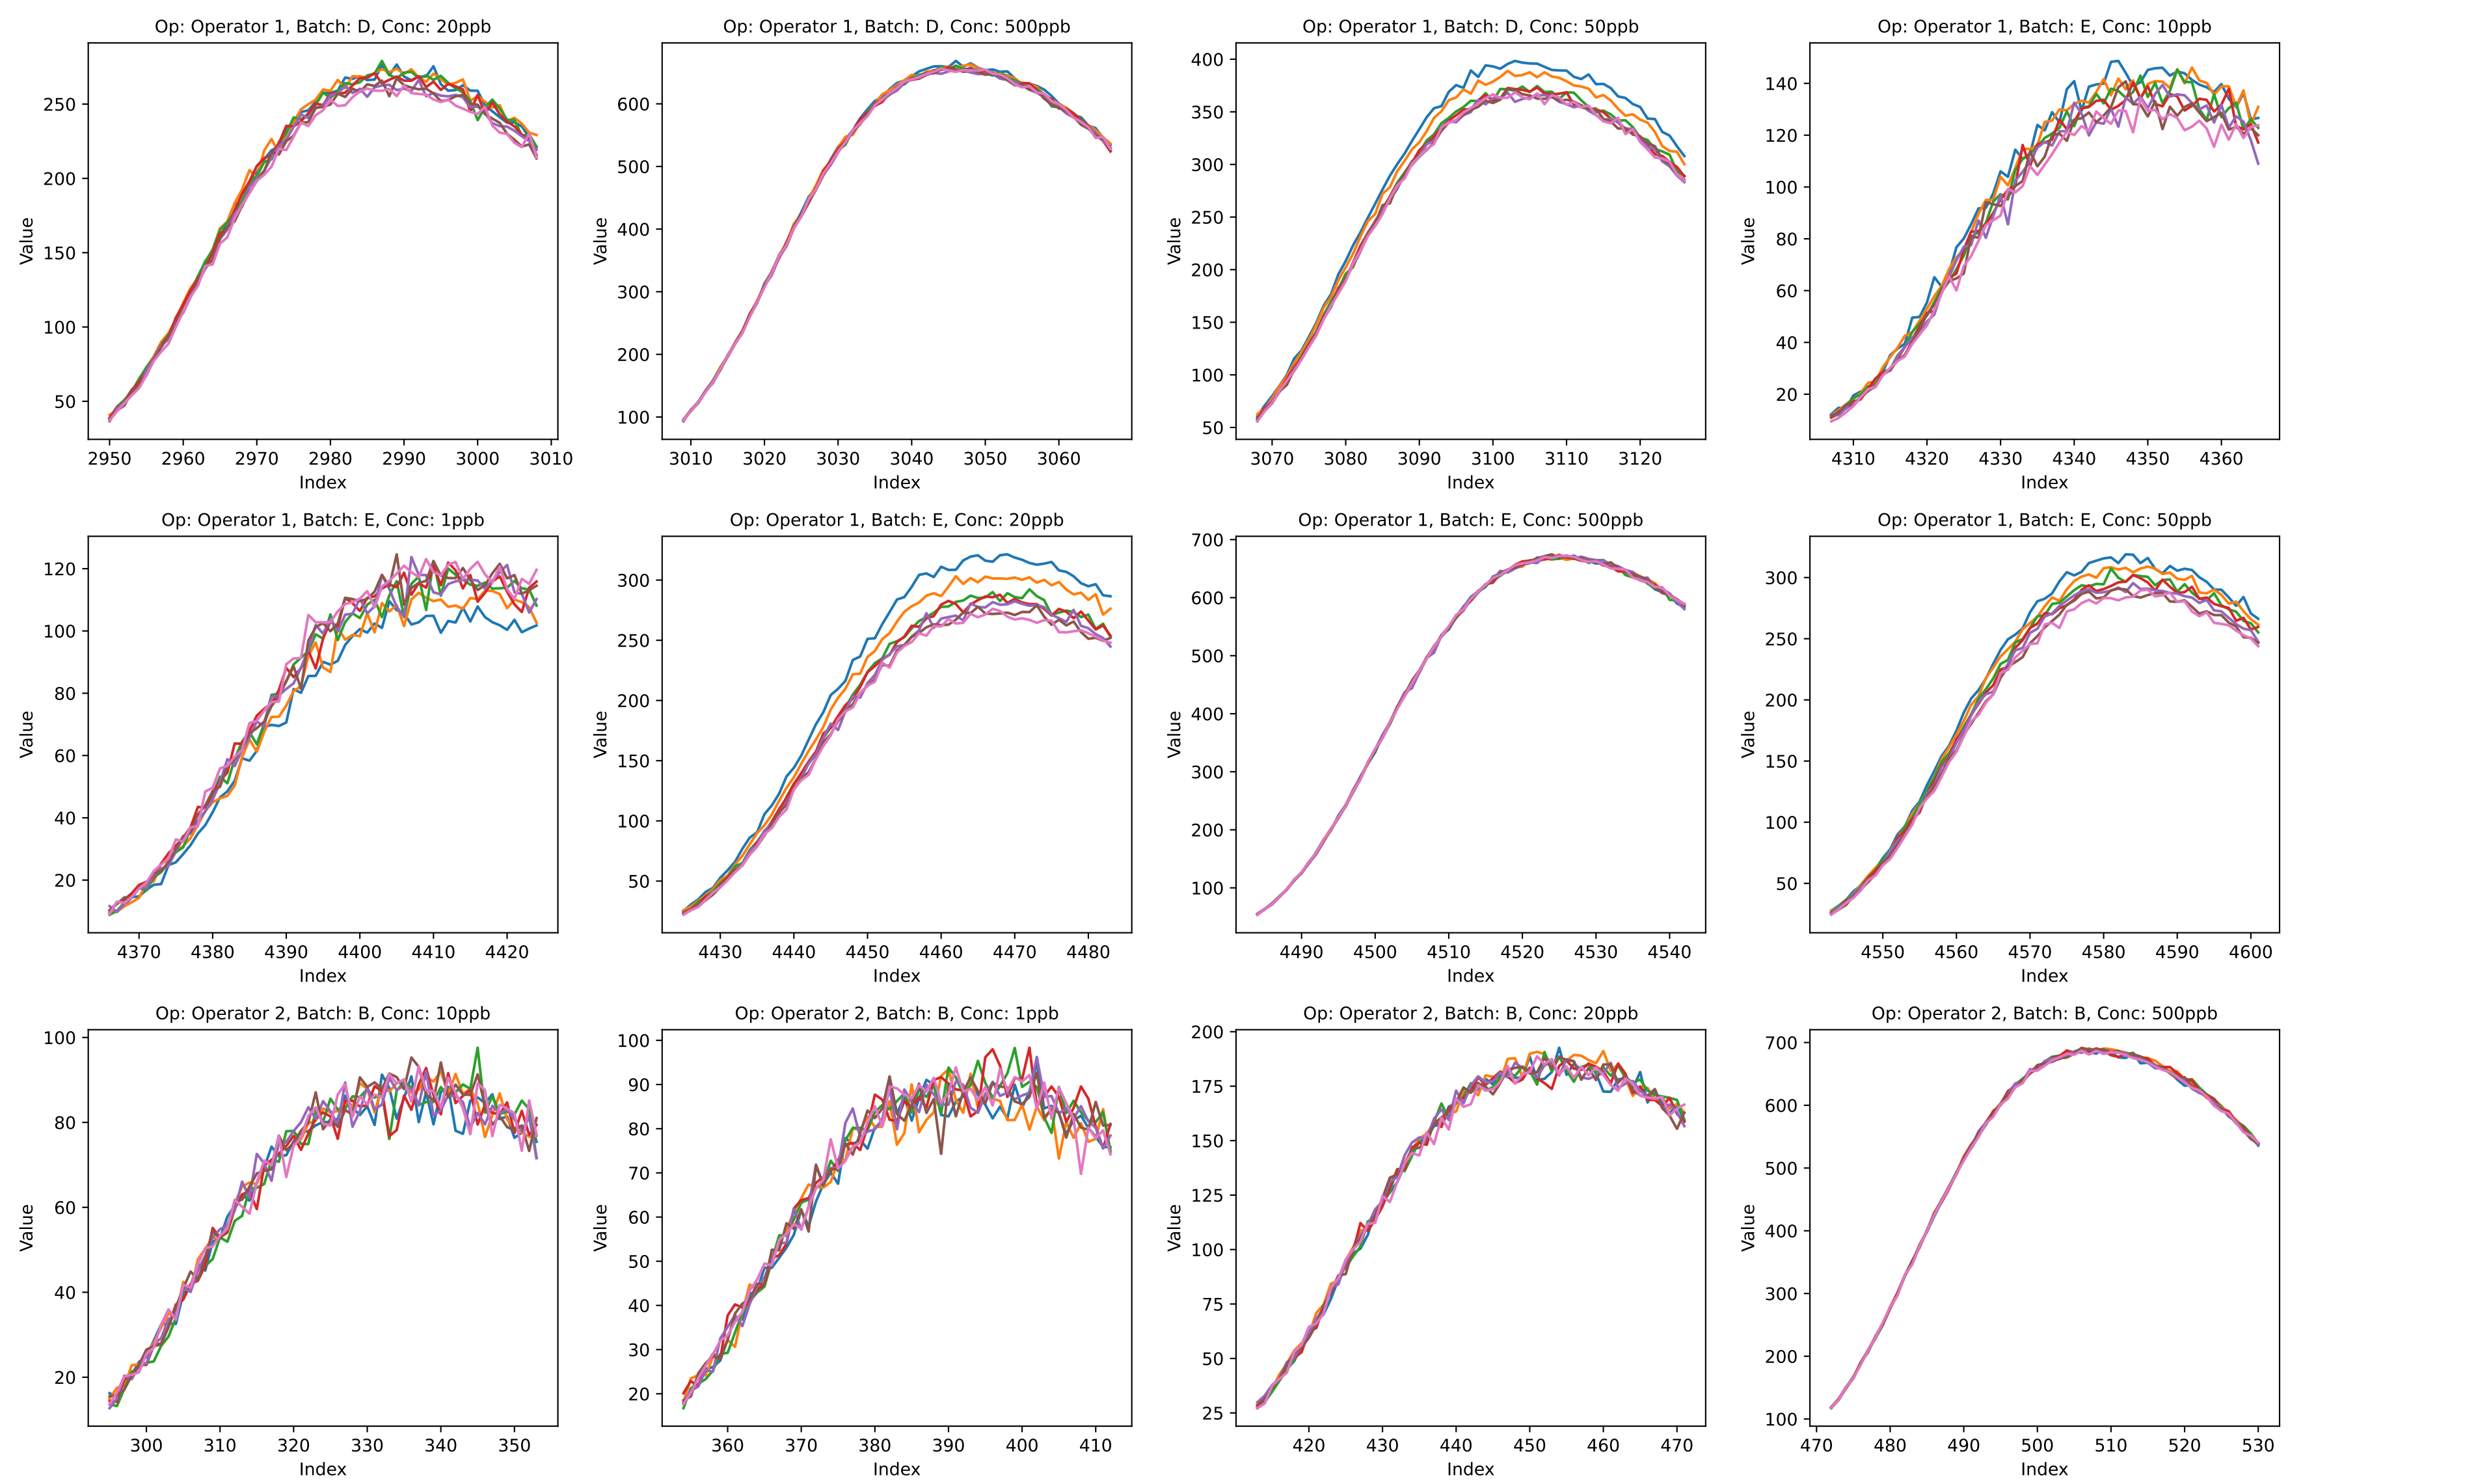 Op: Operator 1, Batch: D, Conc: 20ppb
Op: Operator 1, Batch: D, Conc: 500ppb
Op: Operator 1, Batch: D, Conc: 50ppb
Op: Operator 1, Batch: E, Conc: 10ppb
Value
250
200
150
100
50
2950 2960 2970 2980 2990 3000 3010
Index
Value
600
500
400
300
200
100
3010 3020 3030 3040 3050 3060
Index
Value
400
350
300
250
200
150
100
50
3070 3080 3090 3100 3110 3120
Index
Value
140
120
100
80
60
40
20
4310 4320 4330 4340 4350 4360
Index
Op: Operator 1, Batch: E, Conc: 1ppb
Op: Operator 1, Batch: E, Conc: 20ppb
Op: Operator 1, Batch: E, Conc: 500ppb
Op: Operator 1, Batch: E, Conc: 50ppb
Value
120
100
80
60
40
20
4370 4380 4390 4400 4410 4420
Index
Value
300
250
200
150
100
50
4430 4440 4450 4460 4470 4480
Index
Value
700
600
500
400
300
200
100
4490 4500 4510 4520 4530 4540
Index
Value
300
250
200
150
100
50
4550 4560 4570 4580 4590 4600
Index
Op: Operator 2, Batch: B, Conc: 10ppb
Op: Operator 2, Batch: B, Conc: 1ppb
Op: Operator 2, Batch: B, Conc: 20ppb
Op: Operator 2, Batch: B, Conc: 500ppb
Value
100
80
60
40
20
300 310 320 330 340 350
Index
Value
100
90
80
70
60
50
40
30
20
360 370 380 390 400 410
Index
Value
200
175
150
125
100
75
50
25
420 430 440 450 460 470
Index
Value
700
600
500
400
300
200
100
470 480 490 500 510 520 530
Index